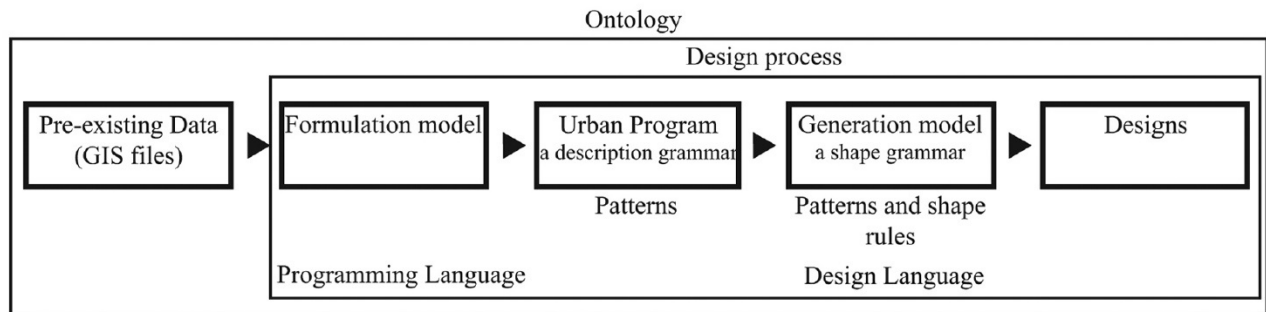 Ontology
Design process
Pre-existing Data
(GIS files)
Formulation model
Urban Program
a description grammar
Generation model
a shape grammar
Designs
Patterns
Patterns and shape
rules
Programming Language
Design Language